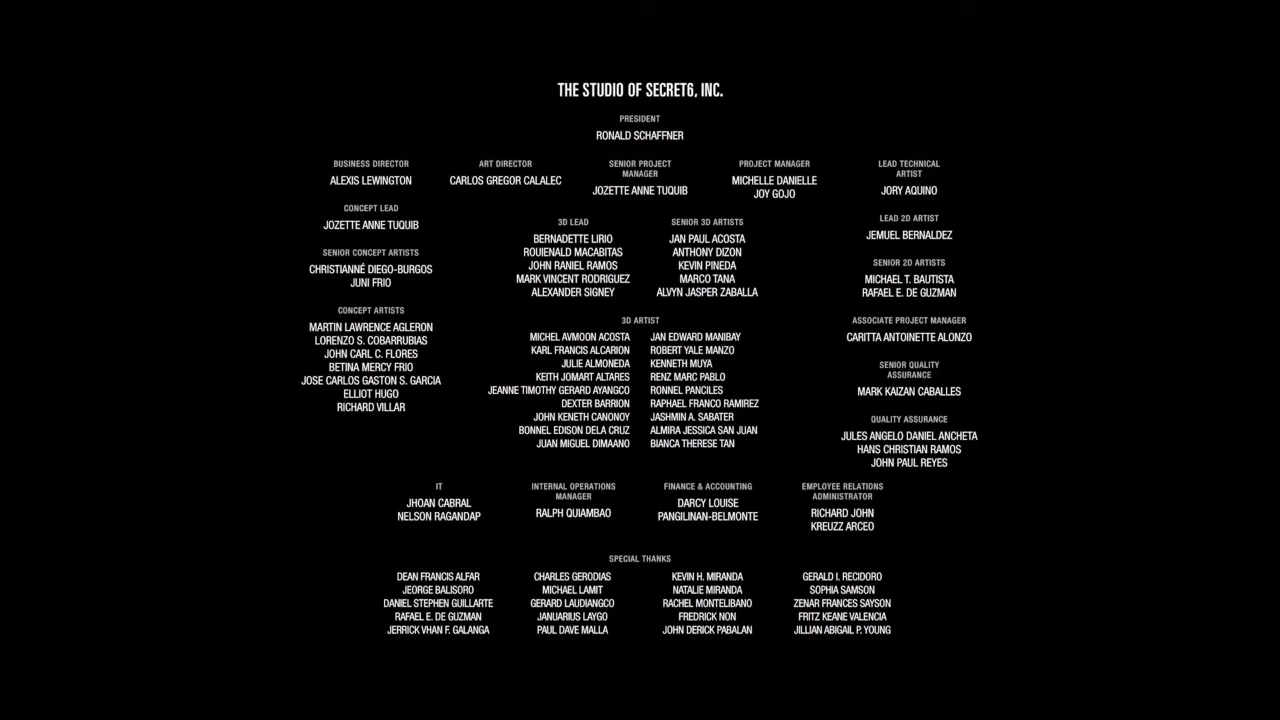 THE STUDIO OF SECRET6, INC.
PRESIDENT
RONALD SCHAFFNER
BUSINESS DIRECTOR
ALEXIS LEWINGTON
ART DIRECTOR
CARLOS GREGOR CALALEC
SENIOR PROJECT
MANAGER
JOZETTE ANNE TUQUIB
PROJECT MANAGER
MICHELLE DANIELLE
JOY GOJO
LEAD TECHNICAL
ARTIST
JORY AQUINO
CONCEPT LEAD
JOZETTE ANNE TUQUIB
SENIOR CONCEPT ARTISTS
CHRISTIANNÉ DIEGO-BURGOS
JUNI FRIO
CONCEPT ARTISTS
MARTIN LAWRENCE AGLERON
LORENZO S. COBARRUBIAS
JOHN CARL C. FLORES
BETINA MERCY FRIO
JOSE CARLOS GASTON S. GARCIA
ELLIOT HUGO
RICHARD VILLAR
3D LEAD
BERNADETTE LIRIO
ROUIENALD MACABITAS
JOHN RANIEL RAMOS
MARK VINCENT RODRIGUEZ
ALEXANDER SIGNEY
SENIOR 3D ARTISTS
JAN PAUL ACOSTA
ANTHONY DIZON
KEVIN PINEDA
MARCO TANA
ALVYN JASPER ZABALLA
3D ARTIST
MICHEL AVMOON ACOSTA
KARL FRANCIS ALCARION
JULIE ALMONEDA
KEITH JOMART ALTARES
JEANNE TIMOTHY GERARD AYANGCO
DEXTER BARRION
JOHN KENETH CANONOY
BONNEL EDISON DELA CRUZ
JUAN MIGUEL DIMAANO
JAN EDWARD MANIBAY
ROBERT YALE MANZO
KENNETH MUYA
RENZ MARC PABLO
RONNEL PANCILES
RAPHAEL FRANCO RAMIREZ
JASHMIN A. SABATER
ALMIRA JESSICA SAN JUAN
BIANCA THERESE TAN
LEAD 2D ARTIST
JEMUEL BERNALDEZ
SENIOR 2D ARTISTS
MICHAEL T. BAUTISTA
RAFAEL E. DE GUZMAN
ASSOCIATE PROJECT MANAGER
CARITTA ANTOINETTE ALONZO
SENIOR QUALITY
ASSURANCE
MARK KAIZAN CABALLES
QUALITY ASSURANCE
JULES ANGELO DANIEL ANCHETA
HANS CHRISTIAN RAMOS
JOHN PAUL REYES
IT
JHOAN CABRAL
NELSON RAGANDAP
INTERNAL OPERATIONS
MANAGER
RALPH QUIAMBAO
FINANCE & ACCOUNTING
DARCY LOUISE
PANGILINAN-BELMONTE
EMPLOYEE RELATIONS
ADMINISTRATOR
RICHARD JOHN
KREUZZ ARCEO
SPECIAL THANKS
DEAN FRANCIS ALFAR
JEORGE BALISORO
DANIEL STEPHEN GUILLARTE
RAFAEL E. DE GUZMAN
JERRICK VHAN F. GALANGA
CHARLES GERODIAS
MICHAEL LAMIT
GERARD LAUDIANGCO
JANUARIUS LAYGO
PAUL DAVE MALLA
KEVIN H. MIRANDA
NATALIE MIRANDA
RACHEL MONTELIBANO
FREDRICK NON
JOHN DERICK PABALAN
GERALD I. RECIDORO
SOPHIA SAMSON
ZENAR FRANCES SAYSON
FRITZ KEANE VALENCIA
JILLIAN ABIGAIL P. YOUNG